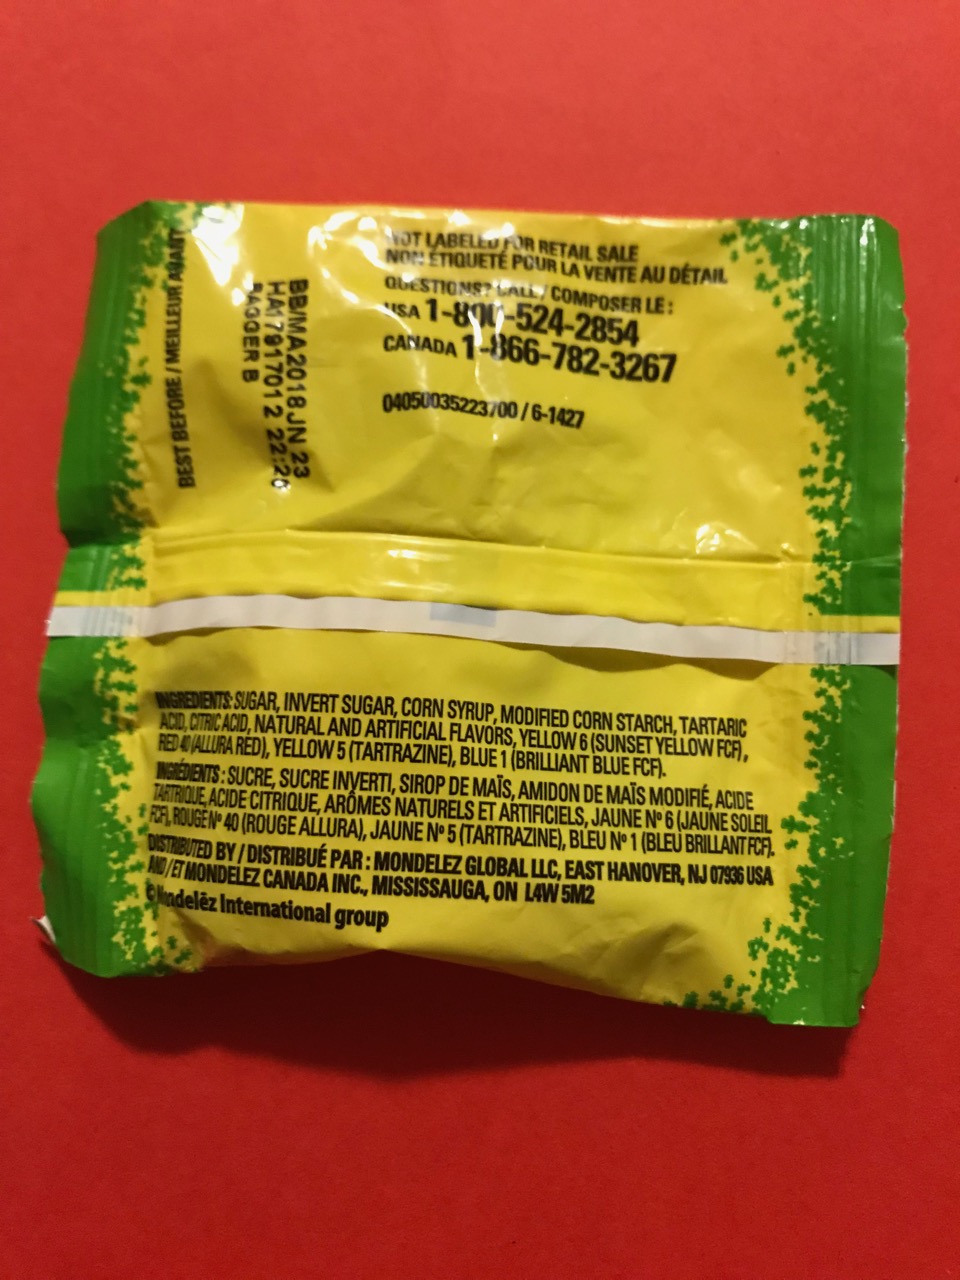 NOT LABELED FOR RETAIL SALE
NON ÉTIQUETÉ POUR LA VENTE AU DÉTAIL
QUESTIONS? CALL / COMPOSER LE :
USA 1-800-524-2854
CANADA 1-866-782-3267
04050035223700 / 6-1427
BEST BEFORE / MEILLEUR AVANT
BB/MA2018 JN 23
HA17917012 22:26
BAGGER B
INGREDIENTS: SUGAR, INVERT SUGAR, CORN SYRUP, MODIFIED CORN STARCH, TARTARIC
ACID, CITRIC ACID, NATURAL AND ARTIFICIAL FLAVORS, YELLOW 6 (SUNSET YELLOW FCF),
RED 40 (ALLURA RED), YELLOW 5 (TARTRAZINE), BLUE 1 (BRILLIANT BLUE FCF).
INGRÉDIENTS : SUCRE, SUCRE INVERTI, SIROP DE MAÏS, AMIDON DE MAÏS MODIFIÉ, ACIDE
TARTRIQUE, ACIDE CITRIQUE, ARÔMES NATURELS ET ARTIFICIELS, JAUNE Nº 6 (JAUNE SOLEIL
FCF), ROUGE Nº 40 (ROUGE ALLURA), JAUNE Nº 5 (TARTRAZINE), BLEU Nº 1 (BLEU BRILLANT FCF).
DISTRIBUTED BY / DISTRIBUÉ PAR : MONDELEZ GLOBAL LLC, EAST HANOVER, NJ 07936 USA
AND / ET MONDELEZ CANADA INC., MISSISSAUGA, ON L4W 5M2
© Mondelēz International group